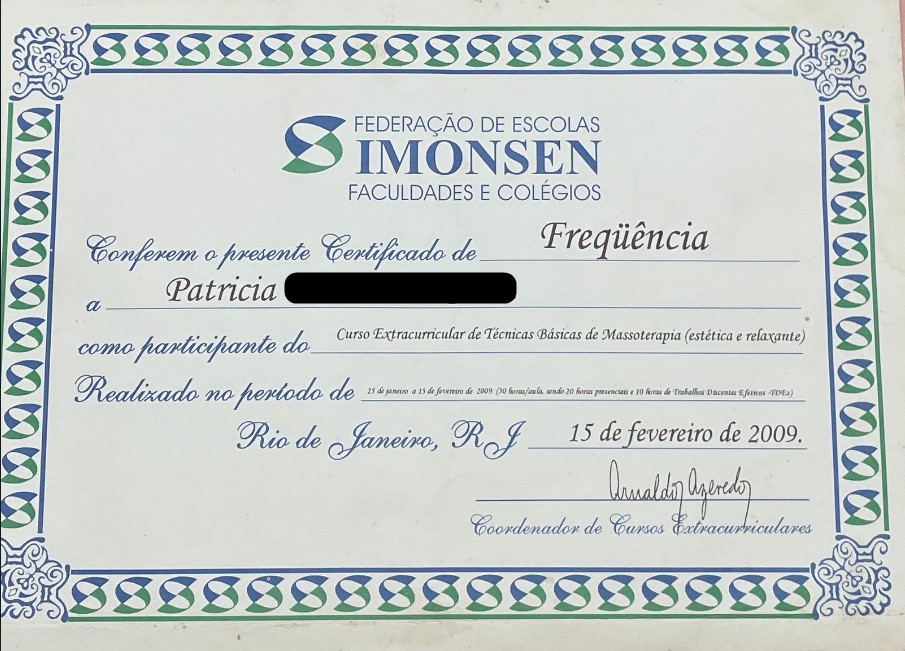 FEDERAÇÃO DE ESCOLAS
SIMONSEN
FACULDADES E COLÉGIOS
Conferem o presente Certificado de Freqüência
a Patricia
como participante do Curso Extracurricular de Técnicas Básicas de Massoterapia (estética e relaxante)
Realizado no período de 15 de janeiro a 15 de fevereiro de 2009. (30 horas/aula, sendo 20 horas presenciais e 10 horas de Trabalhos Discentes Efetivos -TDEs)
Rio de Janeiro, RJ 15 de fevereiro de 2009.
Arnaldo Azeredo
Coordenador de Cursos Extracurriculares